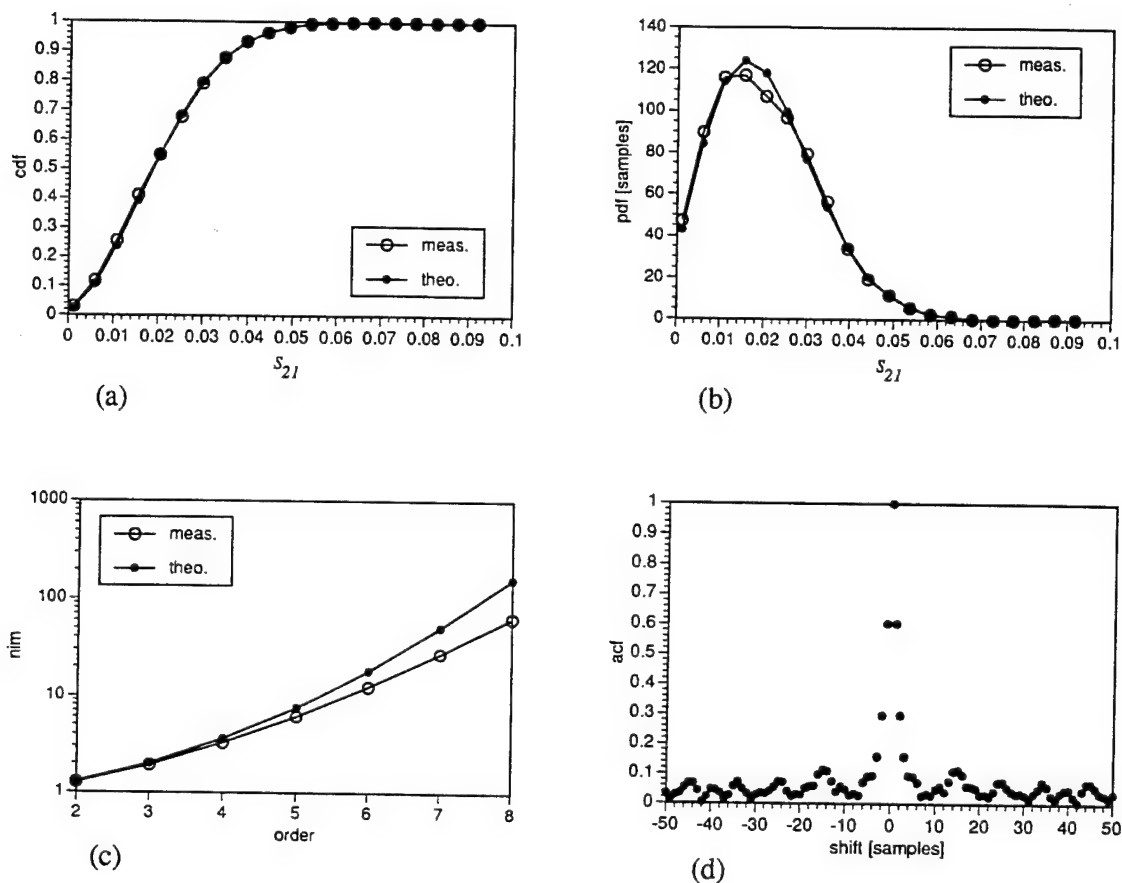 1
0.9
0.8
0.7
0.6
0.5
0.4
0.3
0.2
0.1
0
cdf
meas.
theo.
0 0.01 0.02 0.03 0.04 0.05 0.06 0.07 0.08 0.09 0.1
S21
(a)
140
120
100
80
60
40
20
0
pdf [samples]
meas.
theo.
0 0.01 0.02 0.03 0.04 0.05 0.06 0.07 0.08 0.09 0.1
S21
(b)
1000
100
10
1
nim
meas.
theo.
2 3 4 5 6 7 8
order
(c)
1
0.9
0.8
0.7
0.6
0.5
0.4
0.3
0.2
0.1
0
acf
-50 -40 -30 -20 -10 0 10 20 30 40 50
shift [samples]
(d)